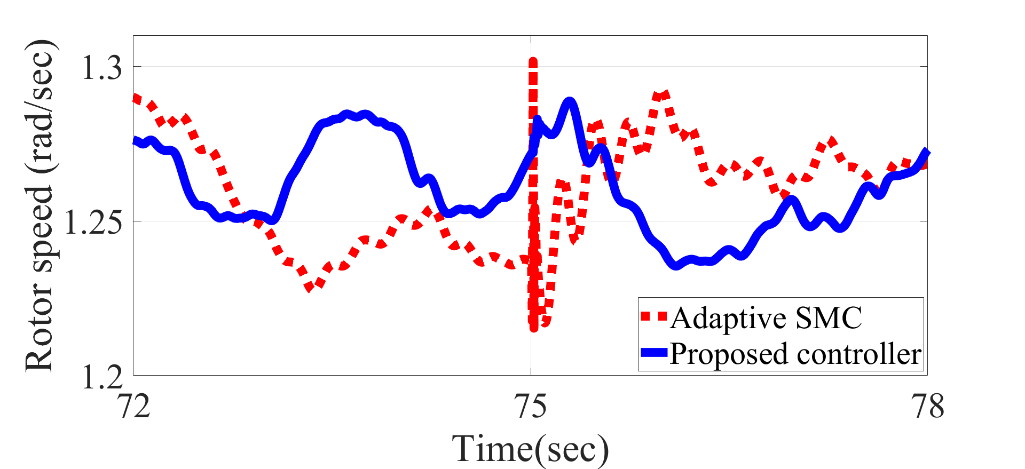 Rotor speed (rad/sec)
1.3
1.25
1.2
72
75
78
Time(sec)
Adaptive SMC
Proposed controller